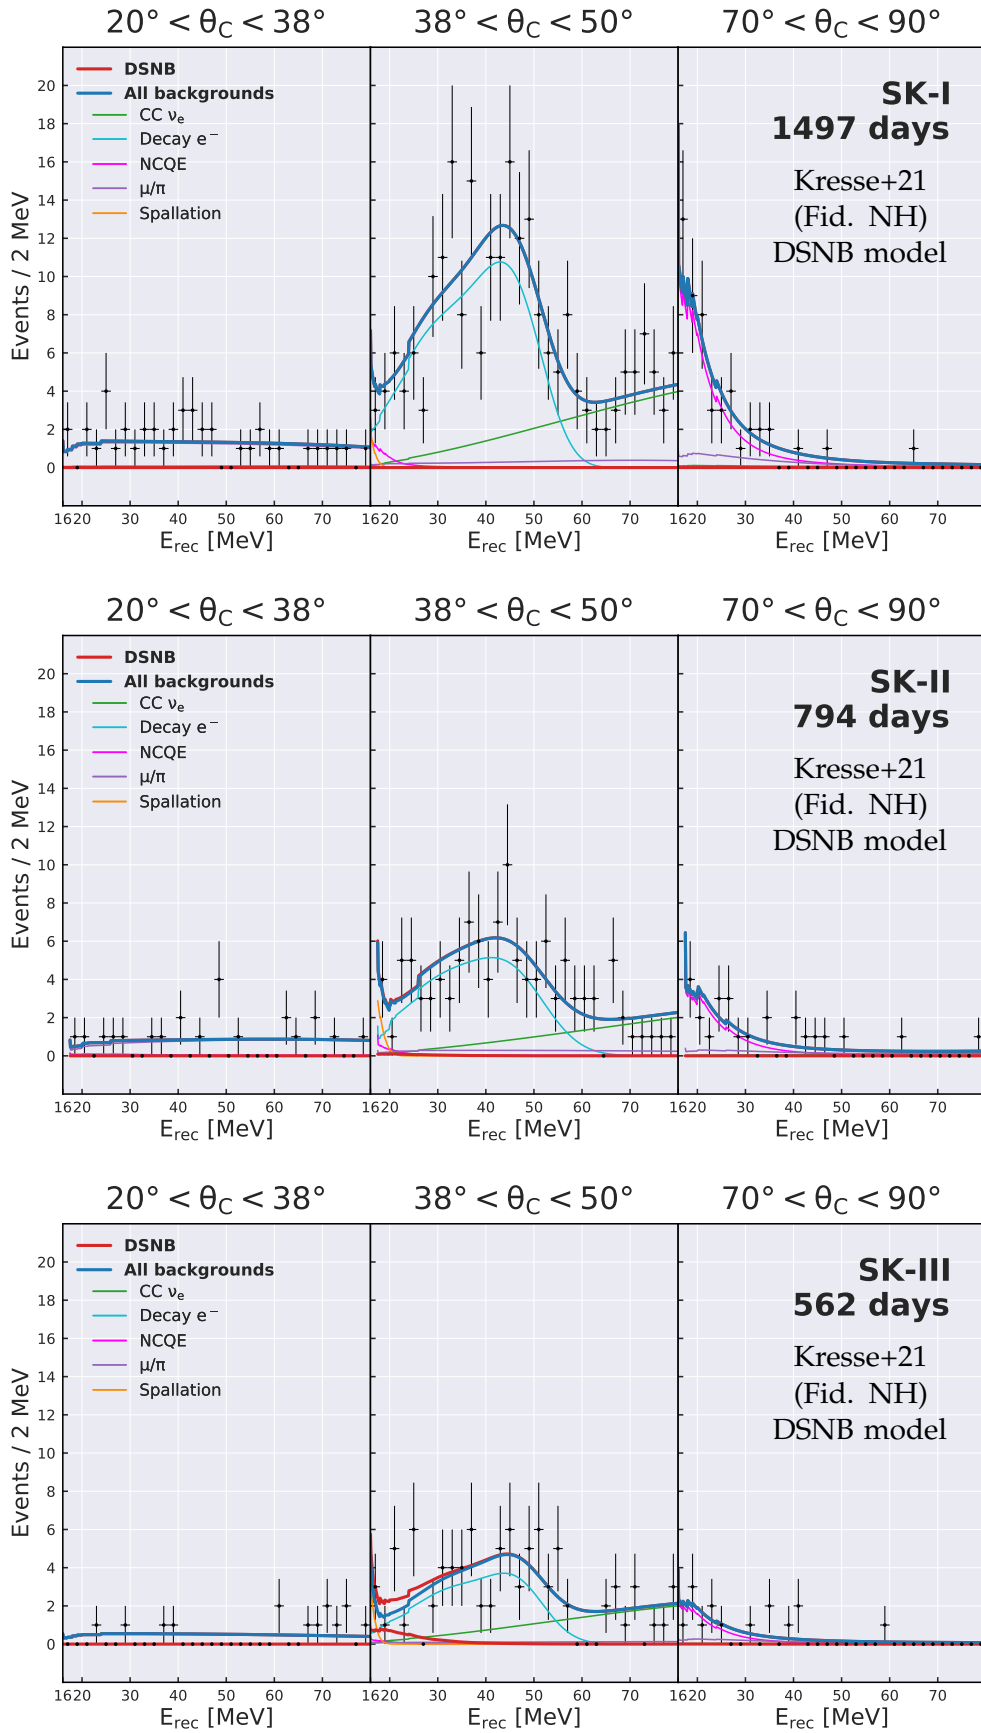 20° < θC < 38°
38° < θC < 50°
70° < θC < 90°
DSNB
All backgrounds
CC νe
Decay e−
NCQE
μ/π
Spallation
SK-I
1497 days
Kresse+21
(Fid. NH)
DSNB model
Events / 2 MeV
20
18
16
14
12
10
8
6
4
2
0
1620 30 40 50 60 70 1620 30 40 50 60 70 1620 30 40 50 60 70
Erec [MeV]
Erec [MeV]
Erec [MeV]
20° < θC < 38°
38° < θC < 50°
70° < θC < 90°
DSNB
All backgrounds
CC νe
Decay e−
NCQE
μ/π
Spallation
SK-II
794 days
Kresse+21
(Fid. NH)
DSNB model
Events / 2 MeV
20
18
16
14
12
10
8
6
4
2
0
1620 30 40 50 60 70 1620 30 40 50 60 70 1620 30 40 50 60 70
Erec [MeV]
Erec [MeV]
Erec [MeV]
20° < θC < 38°
38° < θC < 50°
70° < θC < 90°
DSNB
All backgrounds
CC νe
Decay e−
NCQE
μ/π
Spallation
SK-III
562 days
Kresse+21
(Fid. NH)
DSNB model
Events / 2 MeV
20
18
16
14
12
10
8
6
4
2
0
1620 30 40 50 60 70 1620 30 40 50 60 70 1620 30 40 50 60 70
Erec [MeV]
Erec [MeV]
Erec [MeV]